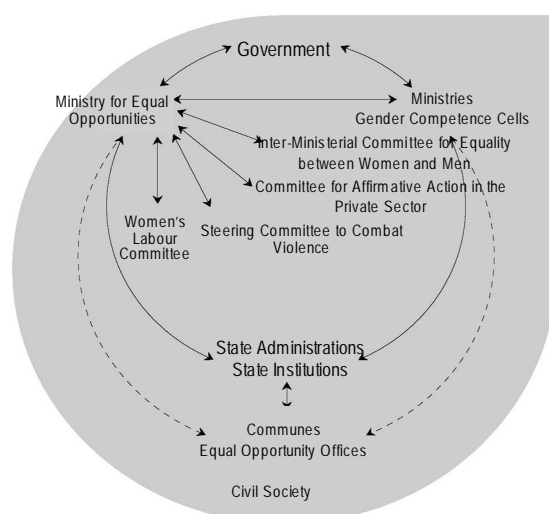 Government
Ministry for Equal
Opportunities
Ministries
Gender Competence Cells
Inter-Ministerial Committee for Equality
between Women and Men
Committee for Affirmative Action in the
Private Sector
Women's
Labour
Committee
Steering Committee to Combat
Violence
State Administrations
State Institutions
Communes
Equal Opportunity Offices
Civil Society